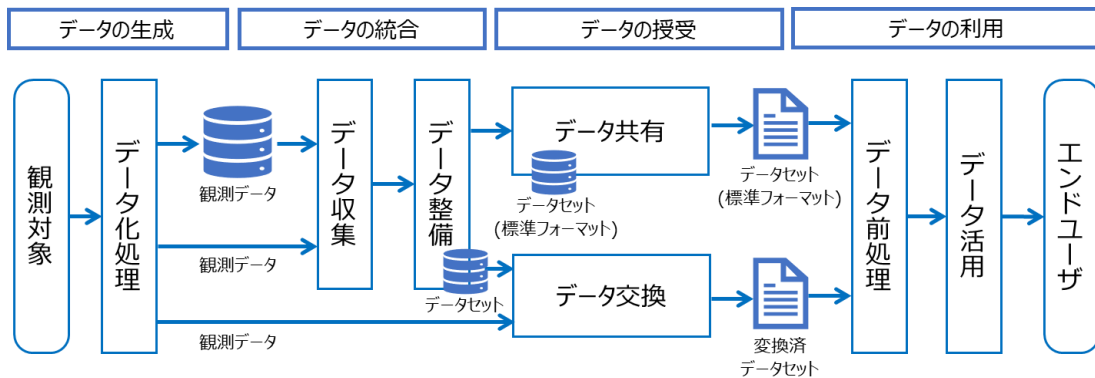 データの生成
データの統合
データの授受
データの利用
観測対象
データ化処理
観測データ
観測データ
観測データ
データ収集
データ整備
データセット
データ共有
データセット
(標準フォーマット)
データ交換
データセット
(標準フォーマット)
変換済
データセット
データ前処理
データ活用
エンドユーザ